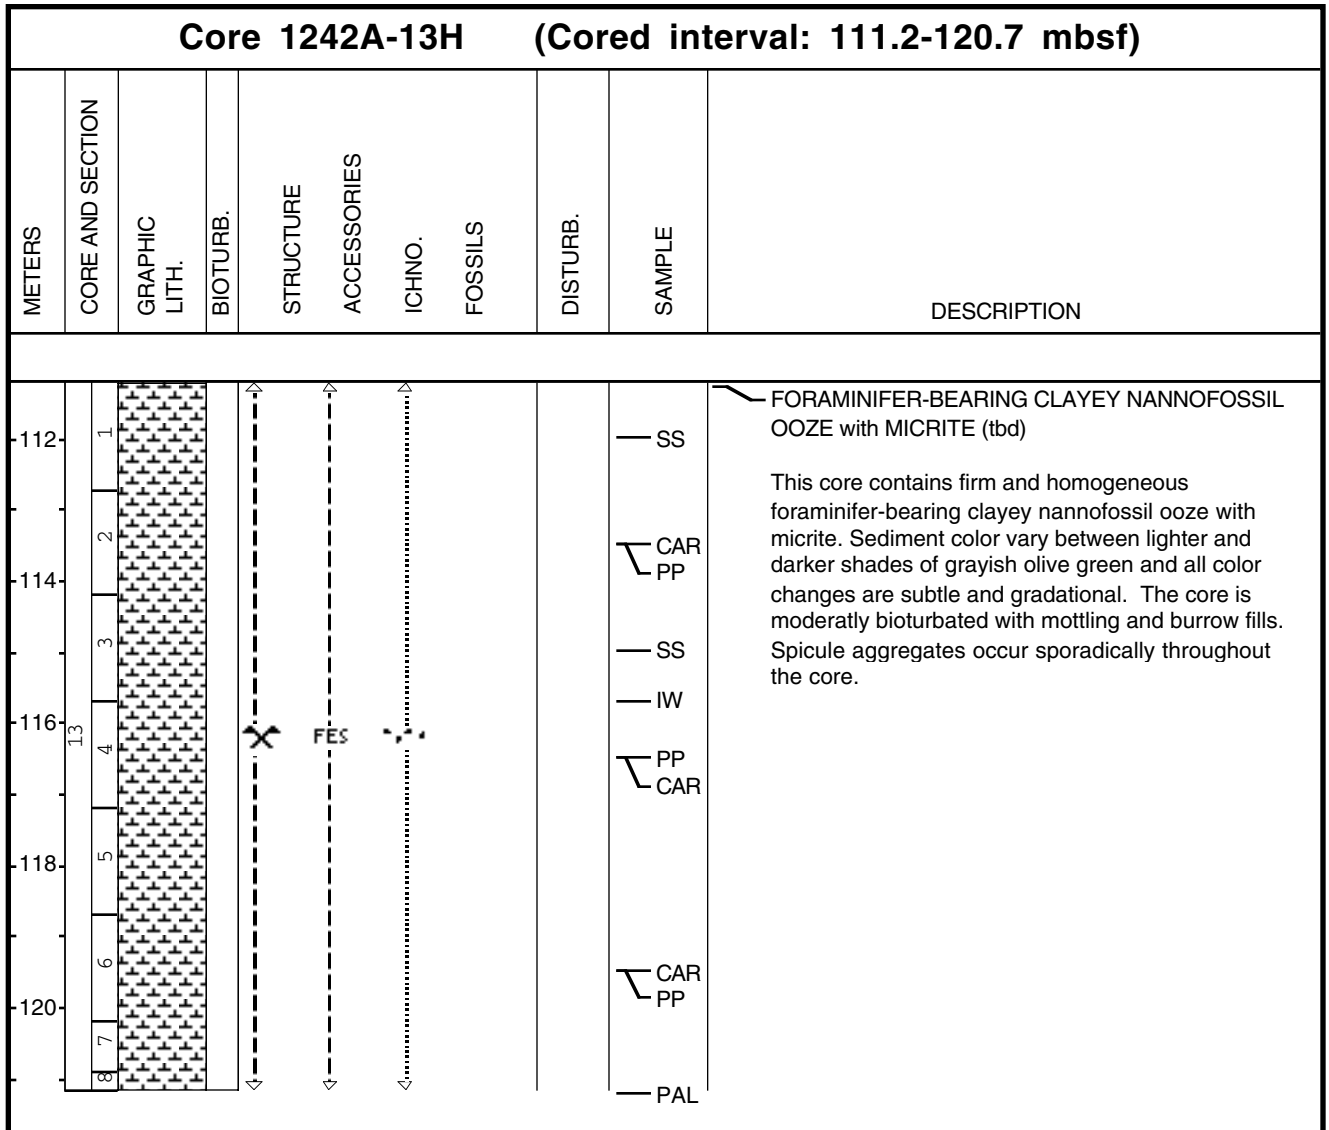 Core 1242A-13H (Cored interval: 111.2-120.7 mbsf)
METERS
CORE AND SECTION
GRAPHIC LITH.
BIOTURB.
STRUCTURE
ACCESSORIES
ICHNO.
FOSSILS
DISTURB.
SAMPLE
DESCRIPTION
112
114
116
118
120
13
1
2
3
4
5
6
7
8
FES
SS
CAR
PP
SS
IW
PP
CAR
CAR
PP
PAL
FORAMINIFER-BEARING CLAYEY NANNOFOSSIL
OOZE with MICRITE (tbd)
This core contains firm and homogeneous
foraminifer-bearing clayey nannofossil ooze with
micrite. Sediment color vary between lighter and
darker shades of grayish olive green and all color
changes are subtle and gradational. The core is
moderatly bioturbated with mottling and burrow fills.
Spicule aggregates occur sporadically throughout
the core.